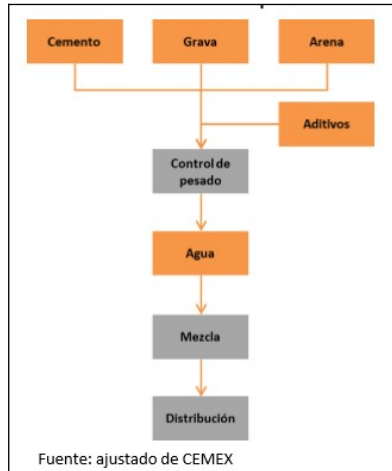 Cemento
Grava
Arena
Aditivos
Control de
pesado
Agua
Mezcla
Distribución
Fuente: ajustado de CEMEX